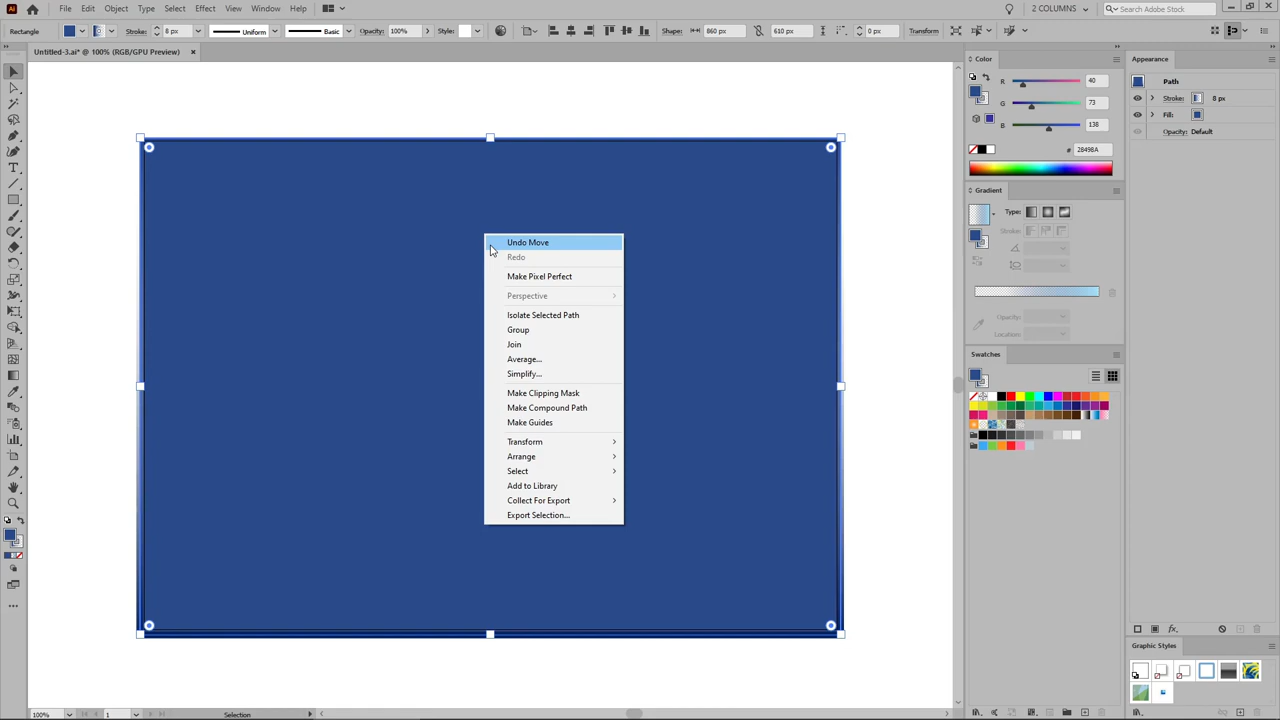 Ai File Edit Object Type Select Effect View Window Help 2 COLUMNS Search Adobe Stock
Rectangle Stroke: 8 px Uniform Basic Opacity: 100% Style: Shape: 860 px 610 px 0 px Transform
Untitled-3.ai* @ 100% (RGB/GPU Preview) ×
Color
R 40
G 73
B 138
# 28498A
Gradient
Type:
Stroke:
Opacity:
Location:
Swatches
Appearance
Path
Stroke: 8 px
Fill:
Opacity: Default
Graphic Styles
Undo Move
Redo
Make Pixel Perfect
Perspective
Isolate Selected Path
Group
Join
Average...
Simplify...
Make Clipping Mask
Make Compound Path
Make Guides
Transform
Arrange
Select
Add to Library
Collect For Export
Export Selection...
100% 1 Selection